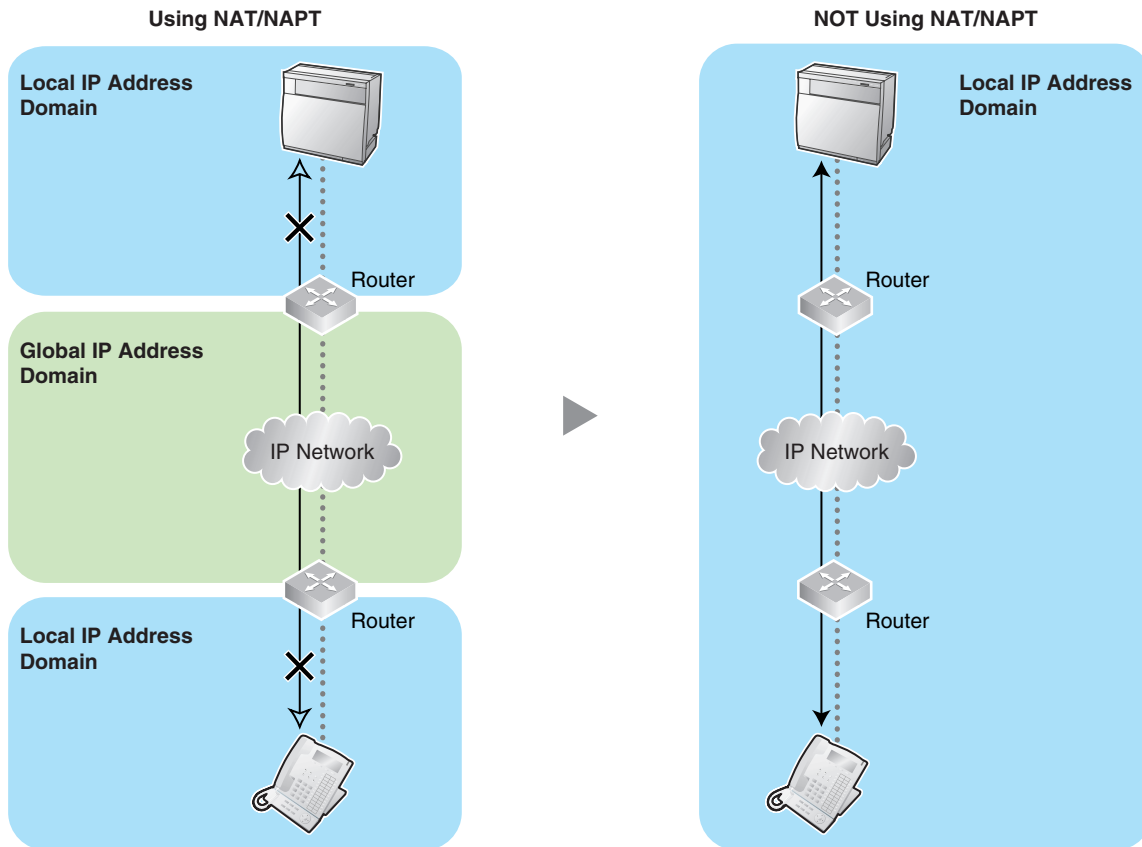 Using NAT/NAPT
Local IP Address
Domain
Router
Global IP Address
Domain
IP Network
Router
Local IP Address
Domain
NOT Using NAT/NAPT
Local IP Address
Domain
Router
IP Network
Router